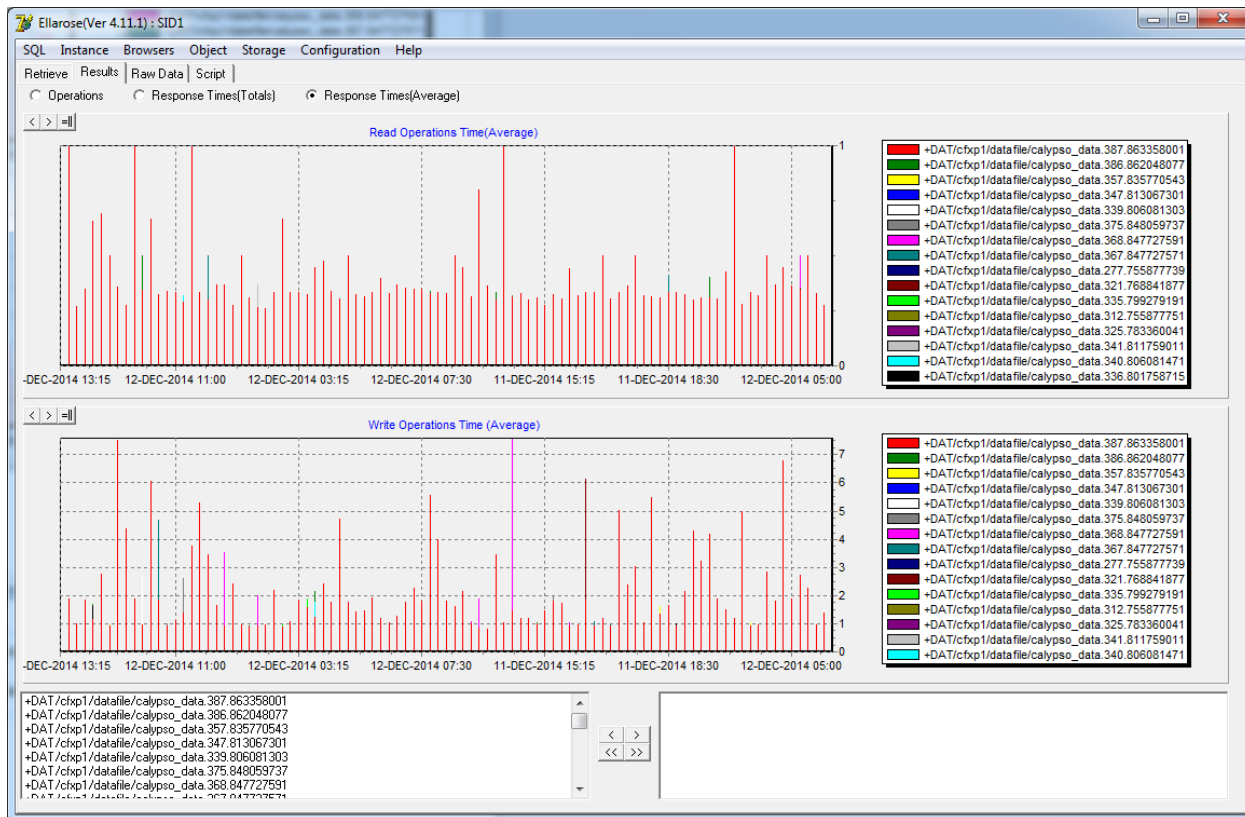 Ellarose(Ver 4.11.1) : SID1
SQL Instance Browsers Object Storage Configuration Help
Retrieve Results Raw Data Script
Operations Response Times(Totals) Response Times(Average)
< > =||
Read Operations Time(Average)
1
0
-DEC-2014 13:15 12-DEC-2014 11:00 12-DEC-2014 03:15 12-DEC-2014 07:30 11-DEC-2014 15:15 11-DEC-2014 18:30 12-DEC-2014 05:00
+DAT/cfxp1/datafile/calypso_data.387.863358001
+DAT/cfxp1/datafile/calypso_data.386.862048077
+DAT/cfxp1/datafile/calypso_data.357.835770543
+DAT/cfxp1/datafile/calypso_data.347.813067301
+DAT/cfxp1/datafile/calypso_data.339.806081303
+DAT/cfxp1/datafile/calypso_data.375.848059737
+DAT/cfxp1/datafile/calypso_data.368.847727591
+DAT/cfxp1/datafile/calypso_data.367.847727571
+DAT/cfxp1/datafile/calypso_data.277.755877739
+DAT/cfxp1/datafile/calypso_data.321.768841877
+DAT/cfxp1/datafile/calypso_data.335.799279191
+DAT/cfxp1/datafile/calypso_data.312.755877751
+DAT/cfxp1/datafile/calypso_data.325.783360041
+DAT/cfxp1/datafile/calypso_data.341.811759011
+DAT/cfxp1/datafile/calypso_data.340.806081471
+DAT/cfxp1/datafile/calypso_data.336.801758715
< > =||
Write Operations Time (Average)
7
6
5
4
3
2
1
0
-DEC-2014 13:15 12-DEC-2014 11:00 12-DEC-2014 03:15 12-DEC-2014 07:30 11-DEC-2014 15:15 11-DEC-2014 18:30 12-DEC-2014 05:00
+DAT/cfxp1/datafile/calypso_data.387.863358001
+DAT/cfxp1/datafile/calypso_data.386.862048077
+DAT/cfxp1/datafile/calypso_data.357.835770543
+DAT/cfxp1/datafile/calypso_data.347.813067301
+DAT/cfxp1/datafile/calypso_data.339.806081303
+DAT/cfxp1/datafile/calypso_data.375.848059737
+DAT/cfxp1/datafile/calypso_data.368.847727591
+DAT/cfxp1/datafile/calypso_data.367.847727571
+DAT/cfxp1/datafile/calypso_data.277.755877739
+DAT/cfxp1/datafile/calypso_data.321.768841877
+DAT/cfxp1/datafile/calypso_data.335.799279191
+DAT/cfxp1/datafile/calypso_data.312.755877751
+DAT/cfxp1/datafile/calypso_data.325.783360041
+DAT/cfxp1/datafile/calypso_data.341.811759011
+DAT/cfxp1/datafile/calypso_data.340.806081471
+DAT/cfxp1/datafile/calypso_data.387.863358001
+DAT/cfxp1/datafile/calypso_data.386.862048077
+DAT/cfxp1/datafile/calypso_data.357.835770543
+DAT/cfxp1/datafile/calypso_data.347.813067301
+DAT/cfxp1/datafile/calypso_data.339.806081303
+DAT/cfxp1/datafile/calypso_data.375.848059737
+DAT/cfxp1/datafile/calypso_data.368.847727591
+DAT/cfxp1/datafile/calypso_data.367.847727571
< >
<< >>